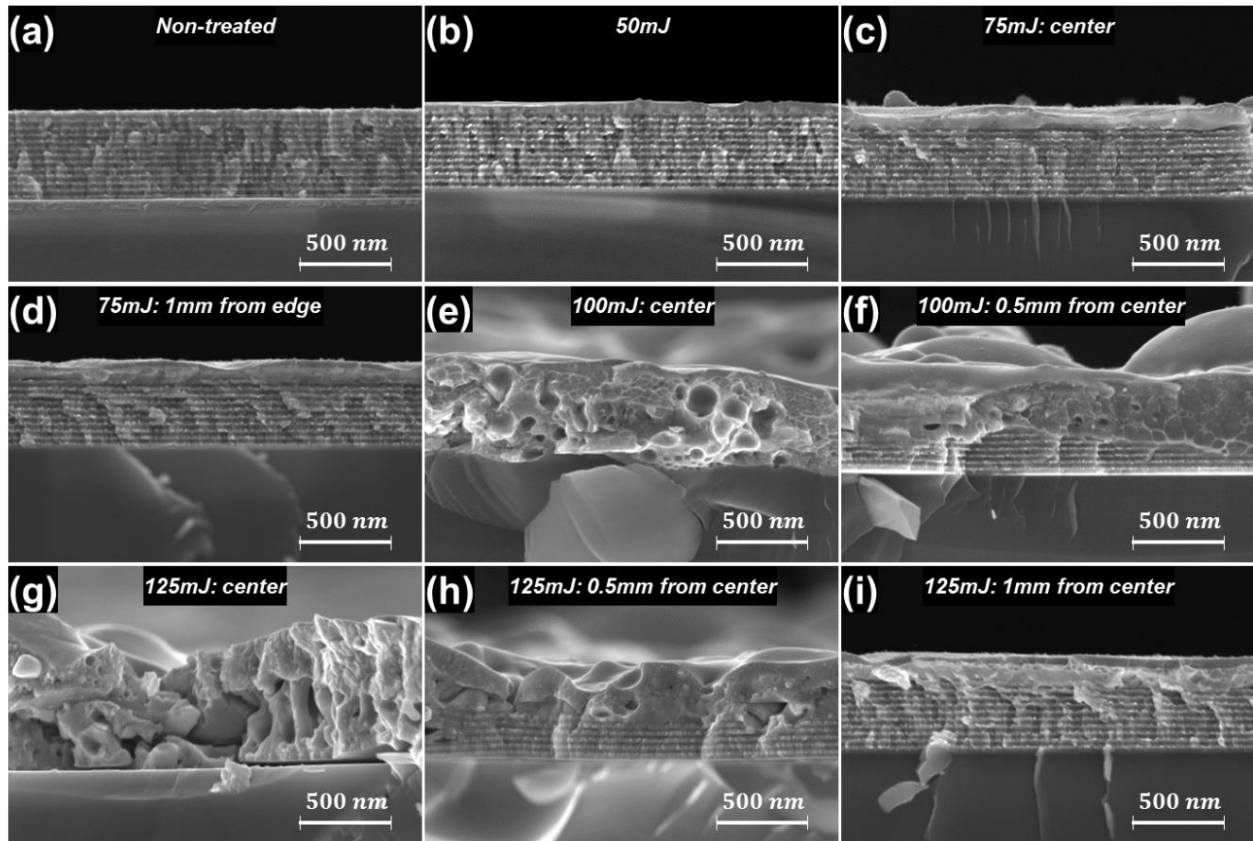 (a)
Non-treated
500 nm
(b)
50mJ
500 nm
(c)
75mJ: center
500 nm
(d)
75mJ: 1mm from edge
500 nm
(e)
100mJ: center
500 nm
(f)
100mJ: 0.5mm from center
500 nm
(g)
125mJ: center
500 nm
(h)
125mJ: 0.5mm from center
500 nm
(i)
125mJ: 1mm from center
500 nm